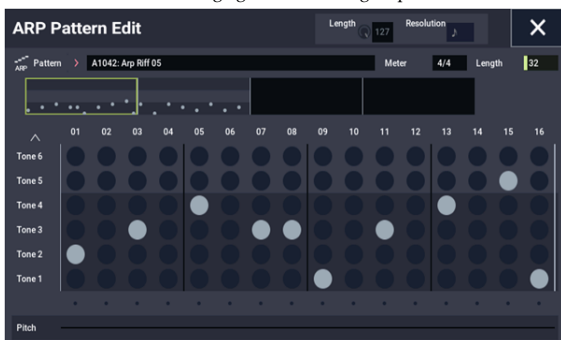 ARP Pattern Edit Length 127 Resolution
ARP Pattern A1042: Arp Riff 05 Meter 4/4 Length 32
01 02 03 04 05 06 07 08 09 10 11 12 13 14 15 16
Tone 6
Tone 5
Tone 4
Tone 3
Tone 2
Tone 1
Pitch